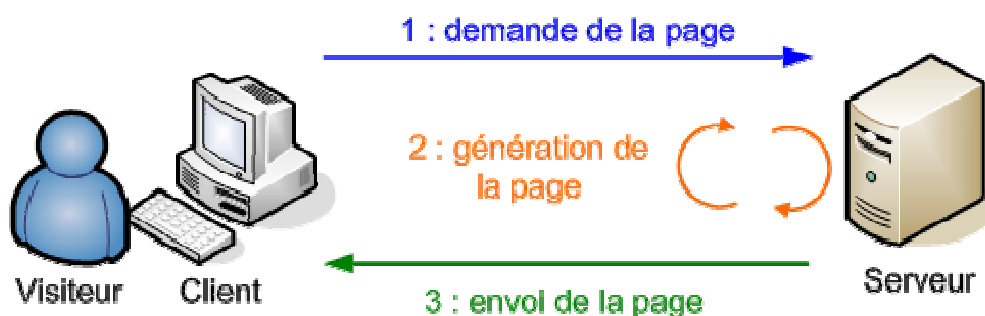 1 : demande de la page
2 : génération de
la page
3 : envoi de la page
Visiteur
Client
Serveur